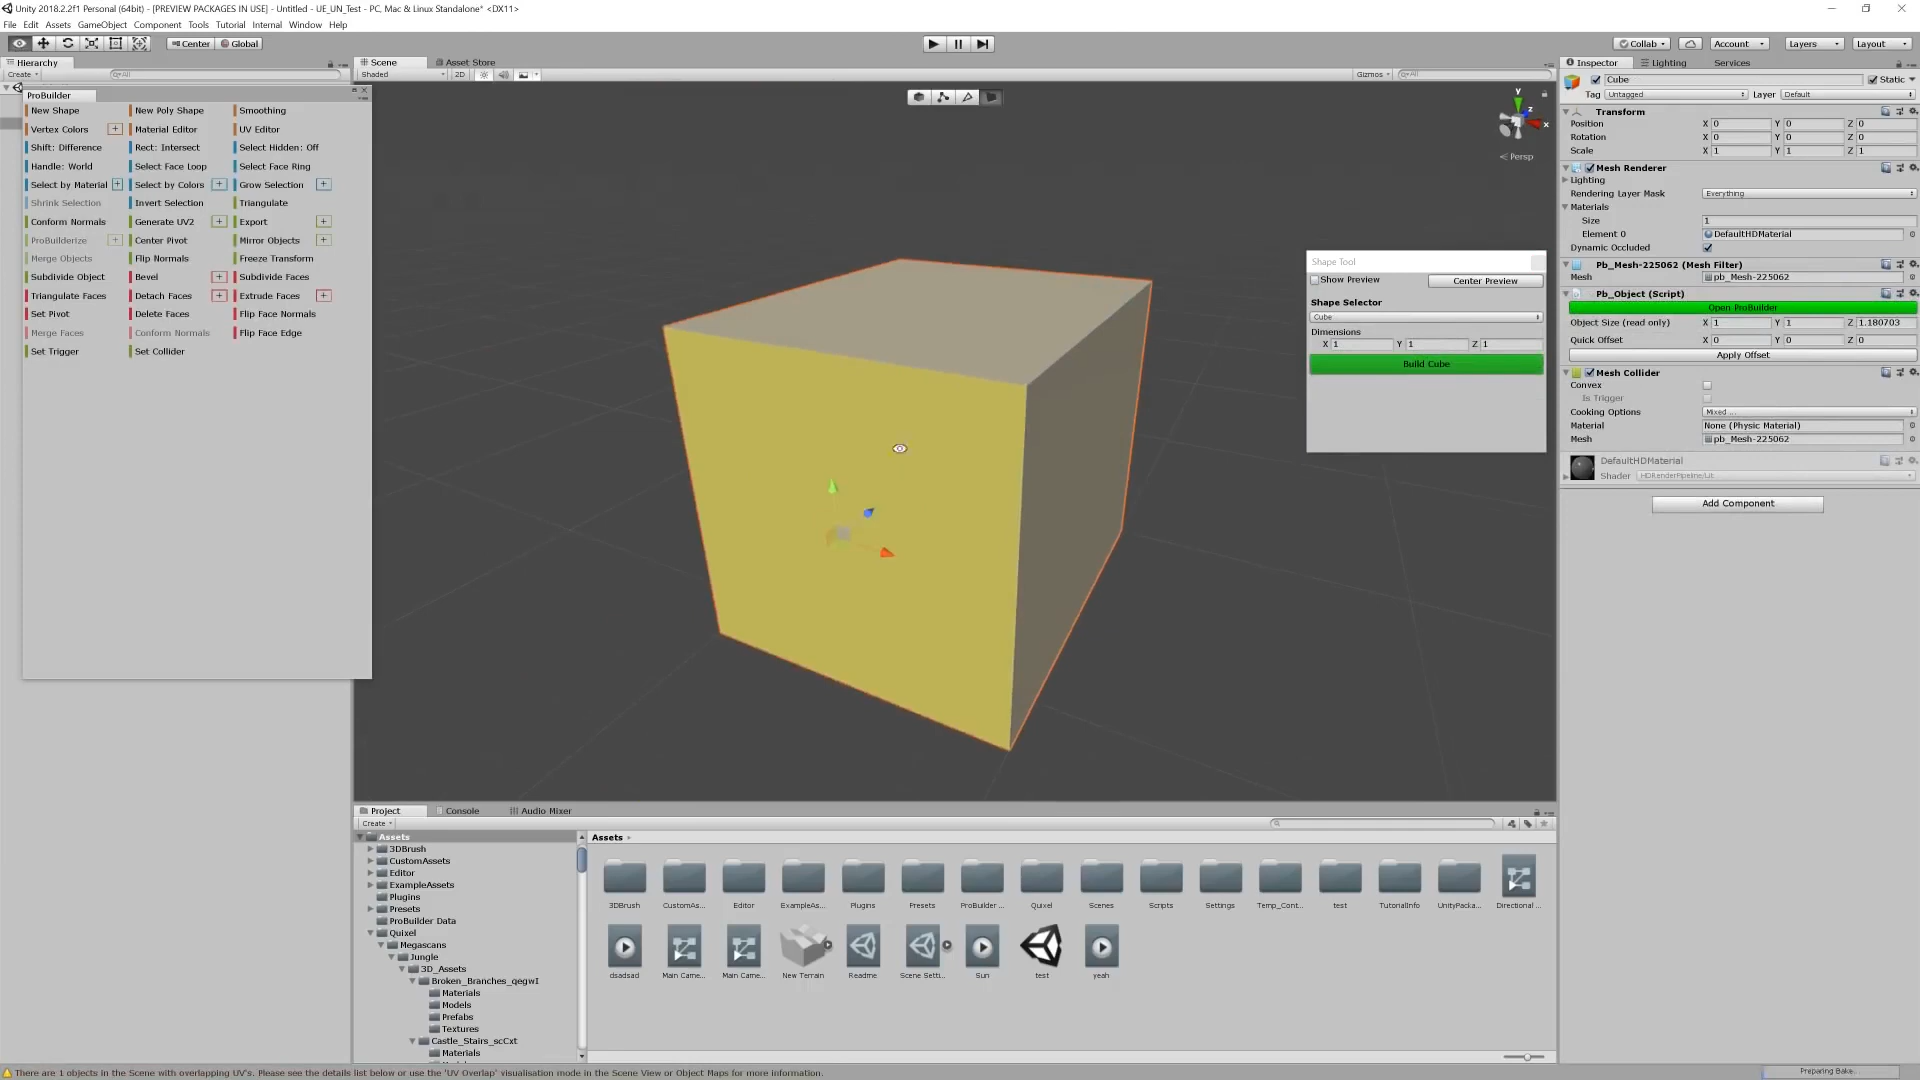 Unity 2018.2.2f1 Personal (64bit) - [PREVIEW PACKAGES IN USE] - Untitled - UE_UN_Test - PC, Mac & Linux Standalone* <DX11>
File Edit Assets GameObject Component Tools Tutorial Internal Window Help
Center Global
Collab Account Layers Layout
Hierarchy
Create All
ProBuilder
New Shape New Poly Shape Smoothing
Vertex Colors + Material Editor UV Editor
Shift: Difference Rect: Intersect Select Hidden: Off
Handle: World Select Face Loop Select Face Ring
Select by Material + Select by Colors + Grow Selection +
Shrink Selection Invert Selection Triangulate
Conform Normals Generate UV2 + Export +
ProBuilderize + Center Pivot Mirror Objects +
Merge Objects Flip Normals Freeze Transform
Subdivide Object Bevel + Subdivide Faces
Triangulate Faces Detach Faces + Extrude Faces +
Set Pivot Delete Faces Flip Face Normals
Merge Faces Conform Normals Flip Face Edge
Set Trigger Set Collider
Scene Asset Store
Shaded 2D Gizmos All
y
z
x
Persp
Shape Tool
Show Preview Center Preview
Shape Selector
Cube
Dimensions
X 1 Y 1 Z 1
Build Cube
Inspector Lighting Services
Cube Static
Tag Untagged Layer Default
Transform
Position X 0 Y 0 Z 0
Rotation X 0 Y 0 Z 0
Scale X 1 Y 1 Z 1
Mesh Renderer
Lighting
Rendering Layer Mask Everything
Materials
Size 1
Element 0 DefaultHDMaterial
Dynamic Occluded
Pb_Mesh-225062 (Mesh Filter)
Mesh pb_Mesh-225062
Pb_Object (Script)
Open ProBuilder
Object Size (read only) X 1 Y 1 Z 1.180703
Quick Offset X 0 Y 0 Z 0
Apply Offset
Mesh Collider
Convex
Is Trigger
Cooking Options Mixed ...
Material None (Physic Material)
Mesh pb_Mesh-225062
DefaultHDMaterial
Shader HDRenderPipeline/Lit
Add Component
Project Console Audio Mixer
Create
Assets
3DBrush
CustomAssets
Editor
ExampleAssets
Plugins
Presets
ProBuilder Data
Quixel
Megascans
Jungle
3D_Assets
Broken_Branches_qegwI
Materials
Models
Prefabs
Textures
Castle_Stairs_scCxt
Materials
Assets
3DBrush CustomAs... Editor ExampleAs... Plugins Presets ProBuilder ... Quixel Scenes Scripts Settings Temp_Cont... test TutorialInfo UnityPacka... Directional ...
dsadsad Main Came... Main Came... New Terrain Readme Scene Setti... Sun test yeah
There are 1 objects in the Scene with overlapping UV's. Please see the details list below or use the 'UV Overlap' visualisation mode in the Scene View or Object Maps for more information.
Preparing Bake...